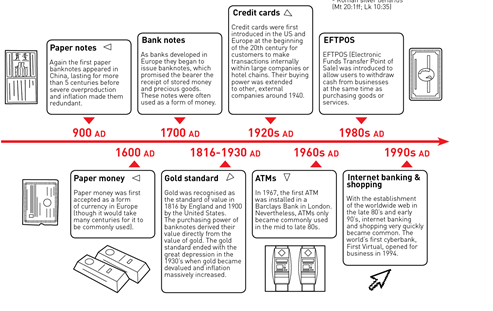 - Roman silver denarius
(Mt 20:1ff; Lk 10:35)
Credit cards
Credit cards were first
introduced in the US and
Europe at the beginning
of the 20th century for
customers to make
transactions internally
within large companies or
hotel chains. Their buying
power was extended
to other, external
companies around 1940.
Bank notes
As banks developed in
Europe they began to
issue banknotes, which
promised the bearer the
receipt of stored money
and precious goods.
These notes were often
used as a form of money.
EFTPOS
EFTPOS (Electronic
Funds Transfer Point of
Sale) was introduced to
allow users to withdraw
cash from businesses
at the same time as
purchasing goods or
services.
Paper notes
Again the first paper
banknotes appeared in
China, lasting for more
than 5 centuries before
severe overproduction
and inflation made them
redundant.
900 AD
1700 AD
1920s AD
1980s AD
1600 AD
1816-1930 AD
1960s AD
1990s AD
Paper money
Paper money was first
accepted as a form
of currency in Europe
(though it would take
many centuries for it to
be commonly used).
Gold standard
Gold was recognised as
the standard of value in
1816 by England and 1900
by the United States.
The purchasing power of
banknotes derived their
value directly from the
value of gold. The gold
standard ended with the
great depression in the
1930's when gold became
devalued and inflation
massively increased.
ATMs
In 1967, the first ATM
was installed in a
Barclays Bank in London.
Nevertheless, ATMs only
became commonly used
in the mid to late 80s.
Internet banking &
shopping
With the establishment
of the worldwide web in
the late 80's and early
90's, internet banking
and shopping very quickly
became common. The
world's first cyberbank,
First Virtual, opened for
business in 1994.